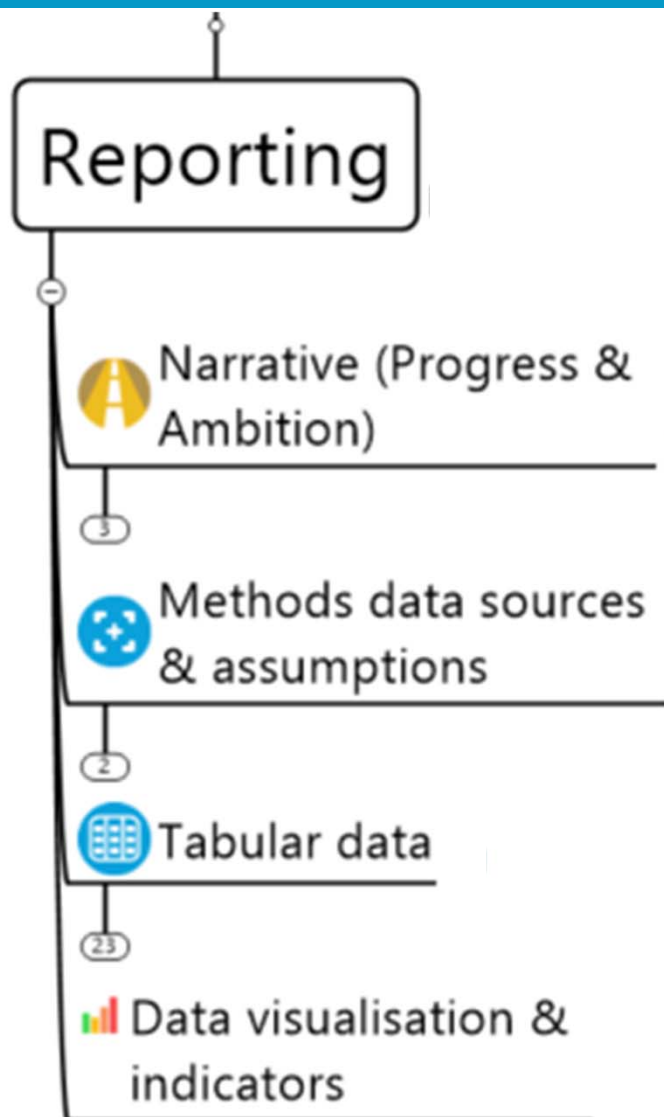 Reporting
Narrative (Progress &
Ambition)
3
Methods data sources
& assumptions
2
Tabular data
23
Data visualisation &
indicators